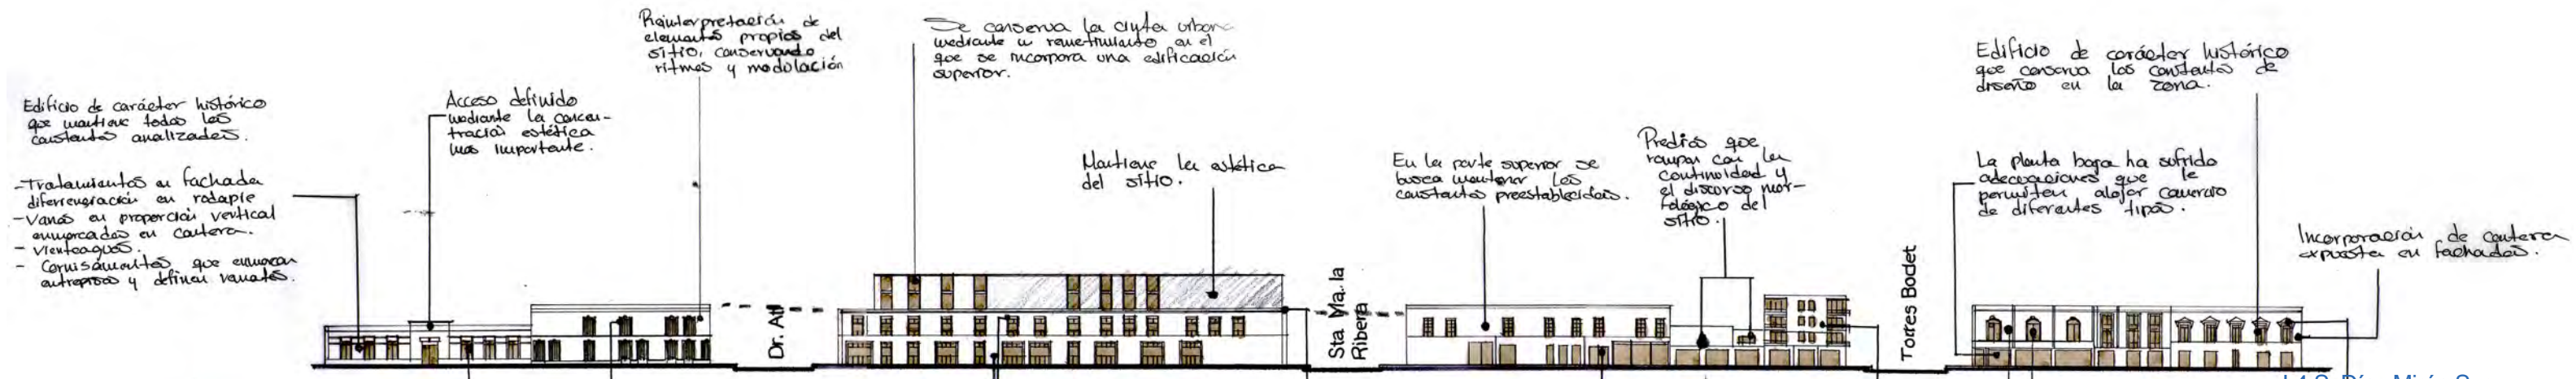 Edificio de carácter histórico
que mantiene todas las
constantes analizadas.
-Tratamientos en fachada
diferenciación en rodapie
-Vanos en proporción vertical
enmarcados en cantera.
- Vierteaguas.
- Cornisamentos que enmarcan
entrepisos y definen remates.
Acceso definido
mediante la concen-
tración estética
mas importante.
Reinterpretación de
elementos propios del
sitio, conservando
ritmos y modulación
Se conserva la cinta urbana
mediante un remetimiento en el
que se incorpora una edificación
superior.
Mantiene la estética
del sitio.
En la parte superior se
busca mantener las
constantes preestablecidas.
Predios que
rompen con la
continuidad y
el discurso mor-
fológico del
sitio.
Edificio de carácter histórico
que conserva las constantes de
diseño en la zona.
La planta baja ha sufrido
adecuaciones que le
permiten alojar comercio
de diferentes tipos.
Incorporación de cantera
expuesta en fachadas.
Dr. Atl
Sta Ma. la
Ribera
Torres Bodet